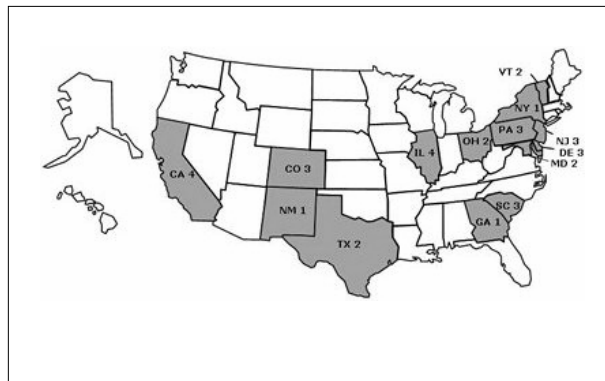 VT 2
NY 1
PA 3
NJ 3
DE 3
MD 2
OH 2
IL 4
CO 3
CA 4
SC 3
NM 1
GA 1
TX 2